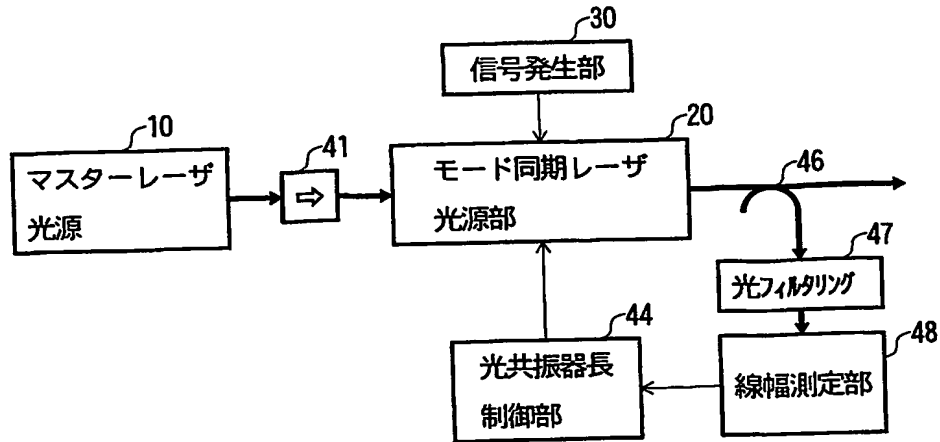 30
信号発生部
10
マスターレーザ
光源
41
20
モード同期レーザ
光源部
46
47
光フィルタリング
44
光共振器長
制御部
48
線幅測定部